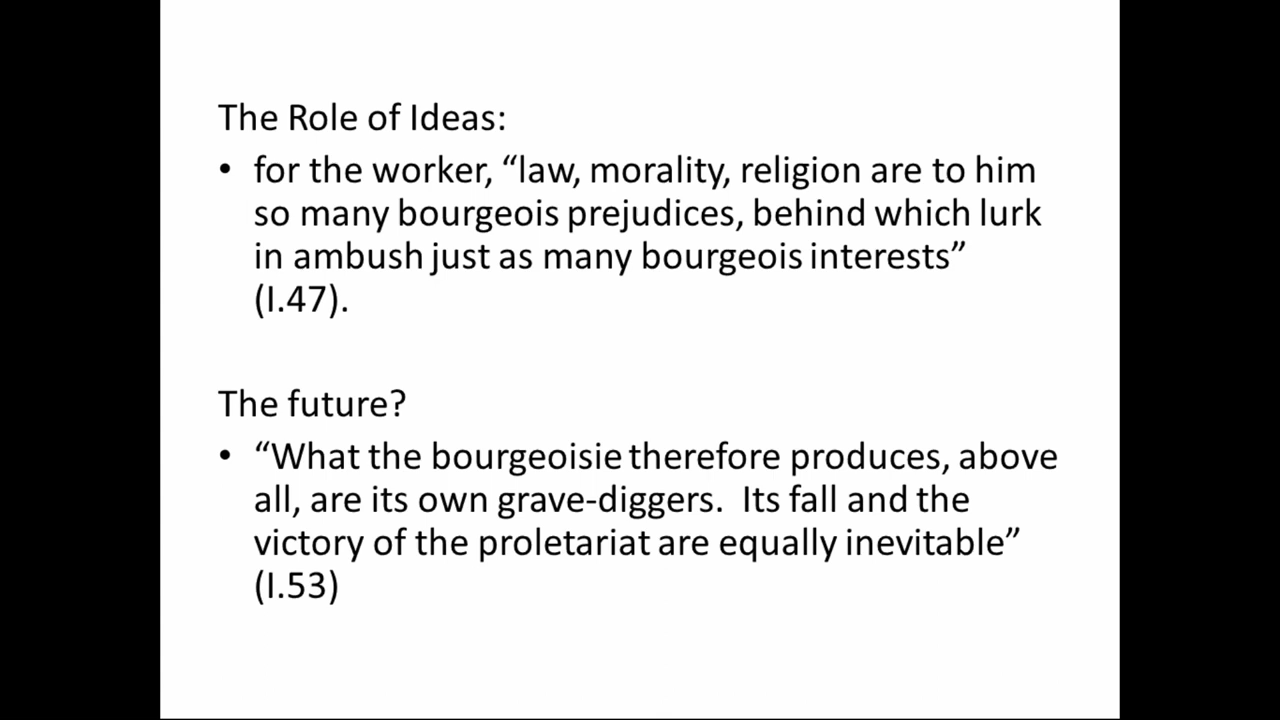 The Role of Ideas:
• for the worker, “law, morality, religion are to him
so many bourgeois prejudices, behind which lurk
in ambush just as many bourgeois interests”
(I.47).
The future?
• “What the bourgeoisie therefore produces, above
all, are its own grave-diggers.  Its fall and the
victory of the proletariat are equally inevitable”
(I.53)